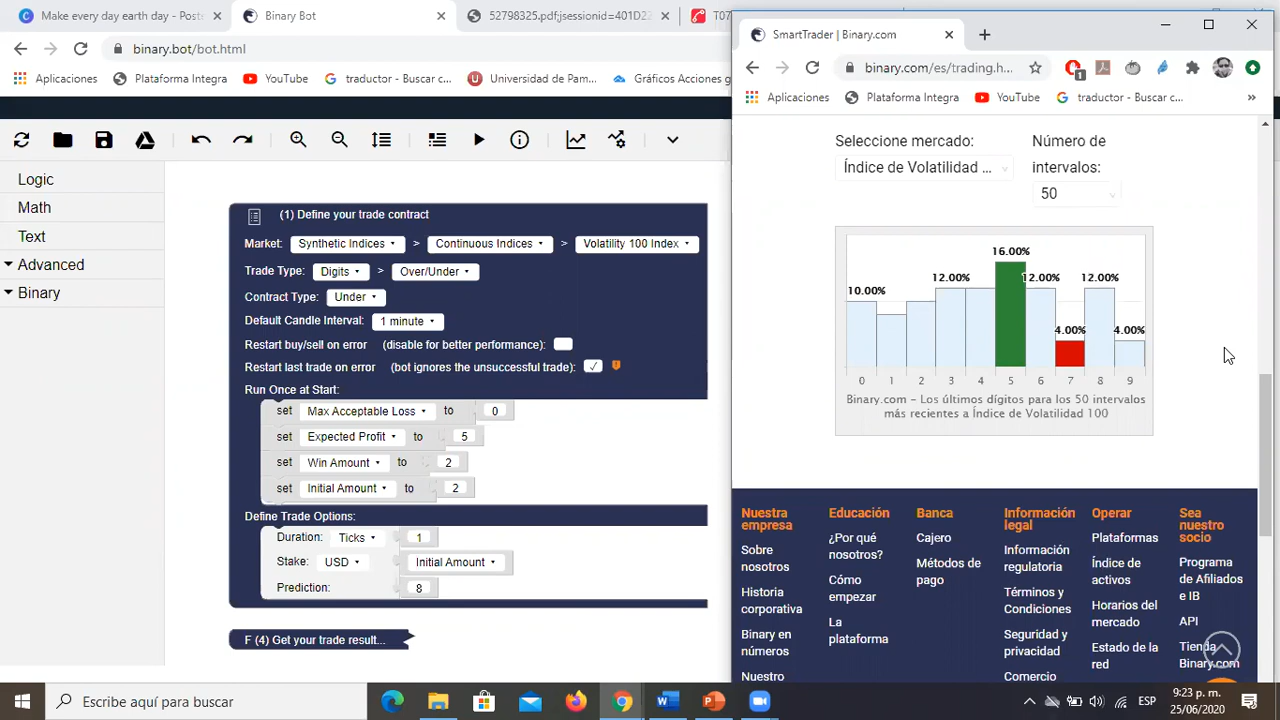 Make every day earth day - Post
Binary Bot
52798325.pdf;jsessionid=401D22
T07
binary.bot/bot.html
Aplicaciones
Plataforma Integra
YouTube
traductor - Buscar c...
Universidad de Pam...
Gráficos Acciones g
Logic
Math
Text
Advanced
Binary
(1) Define your trade contract
Market: Synthetic Indices > Continuous Indices > Volatility 100 Index
Trade Type: Digits > Over/Under
Contract Type: Under
Default Candle Interval: 1 minute
Restart buy/sell on error (disable for better performance):
Restart last trade on error (bot ignores the unsuccessful trade): ✓
Run Once at Start:
set Max Acceptable Loss to 0
set Expected Profit to 5
set Win Amount to 2
set Initial Amount to 2
Define Trade Options:
Duration: Ticks 1
Stake: USD Initial Amount
Prediction: 8
F (4) Get your trade result...
SmartTrader | Binary.com
binary.com/es/trading.h...
1
Aplicaciones
Plataforma Integra
YouTube
traductor - Buscar c...
Seleccione mercado:
Índice de Volatilidad ...
Número de
intervalos:
50
16.00%
12.00% 12.00% 12.00%
10.00%
4.00% 4.00%
0 1 2 3 4 5 6 7 8 9
Binary.com – Los últimos dígitos para los 50 intervalos
más recientes a Índice de Volatilidad 100
Nuestra
empresa
Sobre
nosotros
Historia
corporativa
Binary en
números
Nuestro
Educación
¿Por qué
nosotros?
Cómo
empezar
La
plataforma
Banca
Cajero
Métodos de
pago
Información
legal
Información
regulatoria
Términos y
Condiciones
Seguridad y
privacidad
Comercio
Operar
Plataformas
Índice de
activos
Horarios del
mercado
Estado de la
red
Sea
nuestro
socio
Programa
de Afiliados
e IB
API
Tienda
Binary.com
Escribe aquí para buscar
ESP
9:23 p. m.
25/06/2020